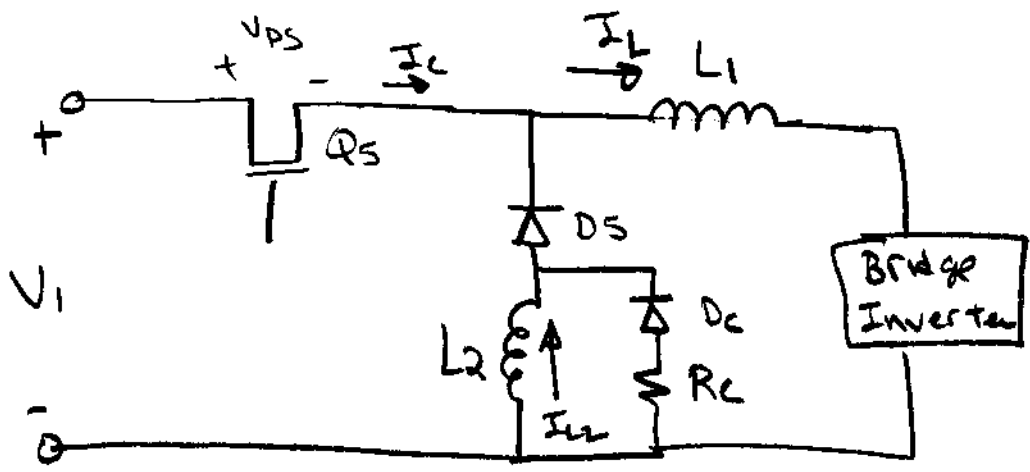 VDS
+ -
IC
IL
L1
+
Q5
D5
V1
Bridge
Inverter
DC
L2
RC
IL2
-